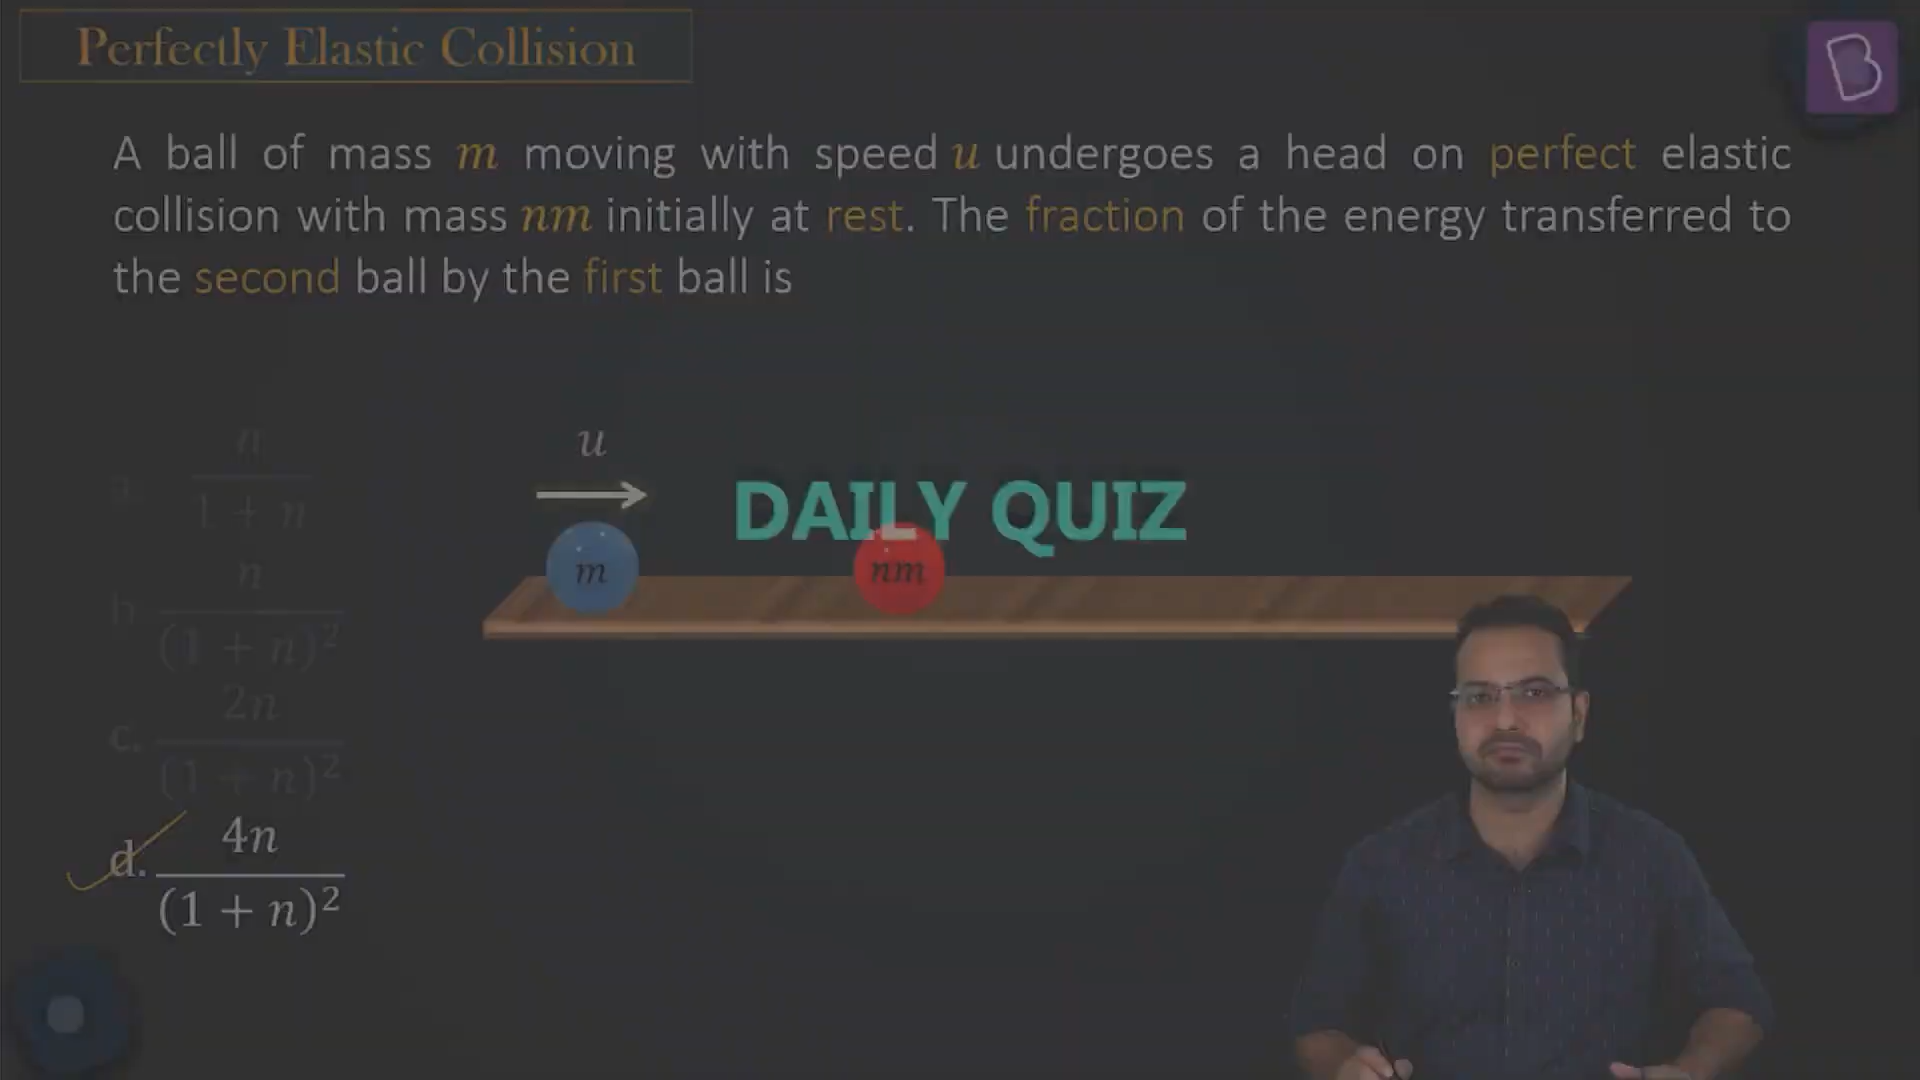 Perfectly Elastic Collision
B
A ball of mass m moving with speed u undergoes a head on perfect elastic
collision with mass nm initially at rest. The fraction of the energy transferred to
the second ball by the first ball is
u
DAILY QUIZ
m
nm
a. n / 1 + n
b. n / (1 + n)²
c. 2n / (1 + n)²
d. 4n / (1 + n)²